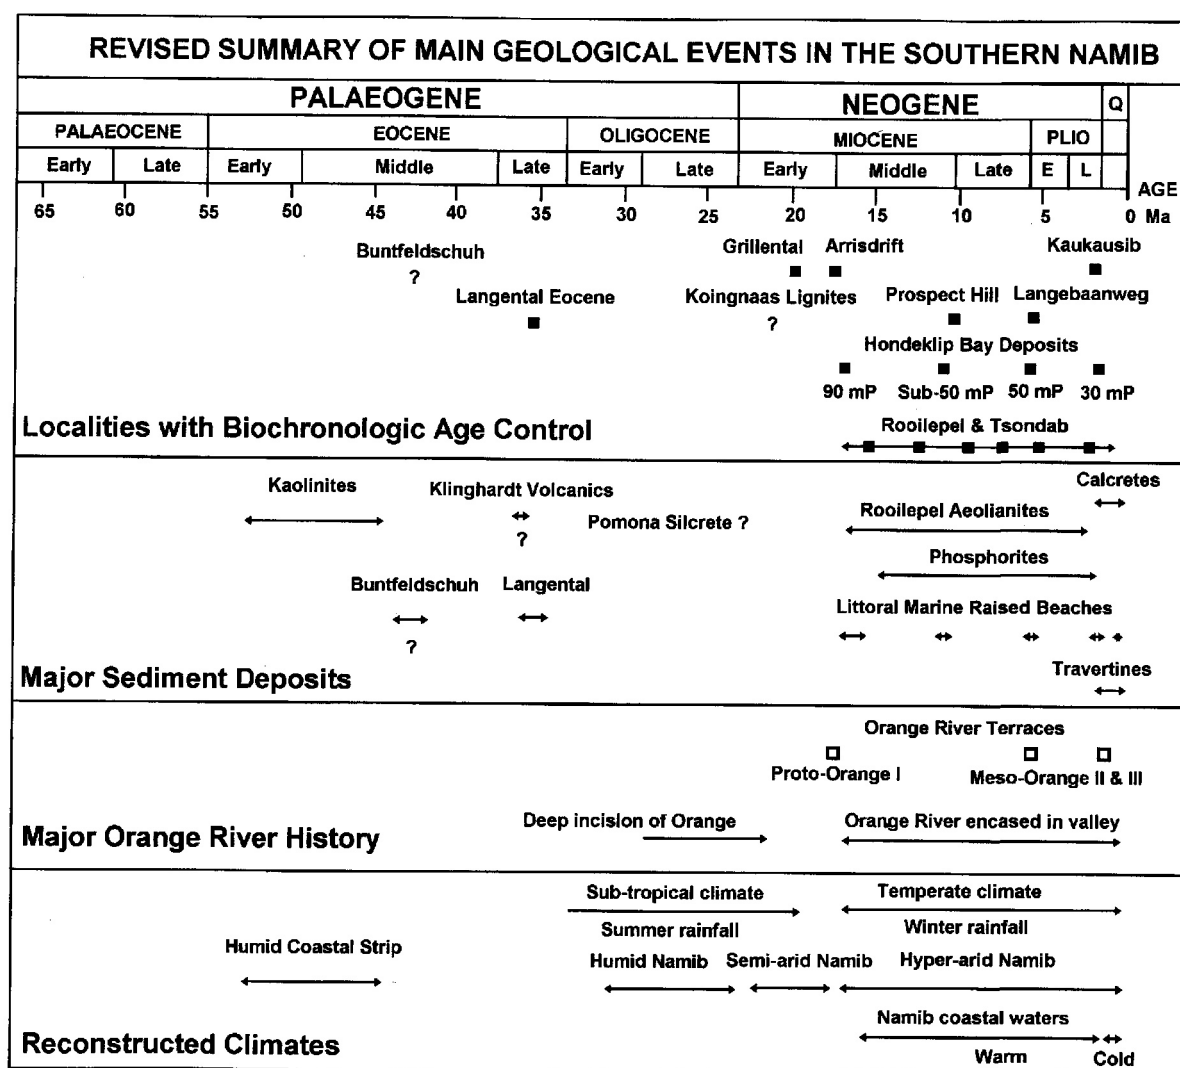 REVISED SUMMARY OF MAIN GEOLOGICAL EVENTS IN THE SOUTHERN NAMIB
PALAEOGENE NEOGENE Q
PALAEOCENE EOCENE OLIGOCENE MIOCENE PLIO
Early Late Early Middle Late Early Late Early Middle Late E L
AGE
65 60 55 50 45 40 35 30 25 20 15 10 5 0 Ma
Buntfeldschuh Grillental Arrisdrift Kaukausib
?
Langental Eocene Koingnaas Lignites Prospect Hill Langebaanweg
?
Hondeklip Bay Deposits
90 mP Sub-50 mP 50 mP 30 mP
Localities with Biochronologic Age Control Rooilepel & Tsondab
Kaolinites Klinghardt Volcanics Calcretes
Pomona Silcrete ? Rooilepel Aeolianites
?
Phosphorites
Buntfeldschuh Langental
Littoral Marine Raised Beaches
?
Major Sediment Deposits Travertines
Orange River Terraces
Proto-Orange I Meso-Orange II & III
Major Orange River History Deep incision of Orange Orange River encased in valley
Sub-tropical climate Temperate climate
Summer rainfall Winter rainfall
Humid Coastal Strip Humid Namib Semi-arid Namib Hyper-arid Namib
Namib coastal waters
Reconstructed Climates Warm Cold